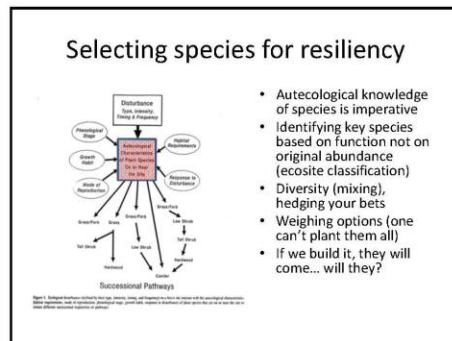 Selecting species for resiliency
Disturbance
Type, Intensity,
Timing & Frequency
Phenological
Stage
Growth
Habit
Mode of
Reproduction
Autecological
Characteristics
of Plant Species
On or Near
the Site
Habitat
Requirements
Response to
Disturbance
Grass/Fork
Tall Shrub
Grass
Hardwood
Grass/Fork
Low Shrub
Grass/Fork
Low Shrub
Tall Shrub
Hardwood
Conifer
Successional Pathways
• Autecological knowledge
of species is imperative
• Identifying key species
based on function not on
original abundance
(ecosite classification)
• Diversity (mixing),
hedging your bets
• Weighing options (one
can't plant them all)
• If we build it, they will
come... will they?